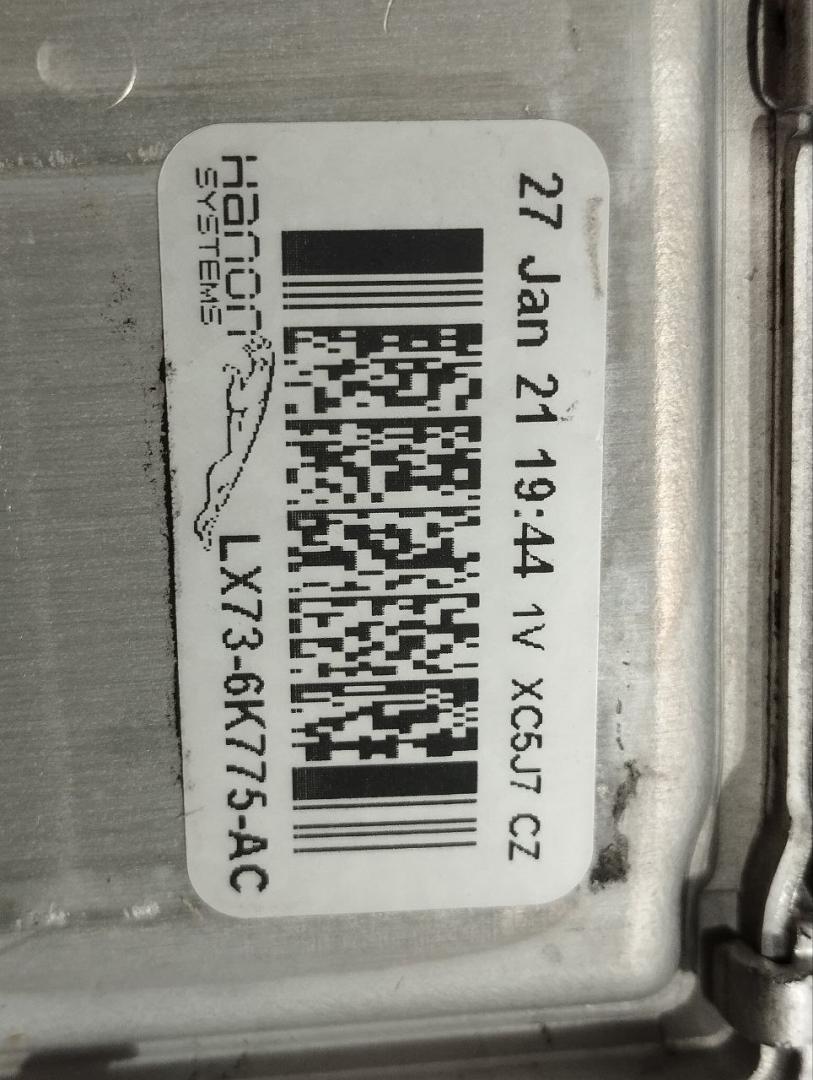 27 Jan 21 19:44 1V XC5J7 CZ
Hanon
SYSTEMS
LX73-6K775-AC